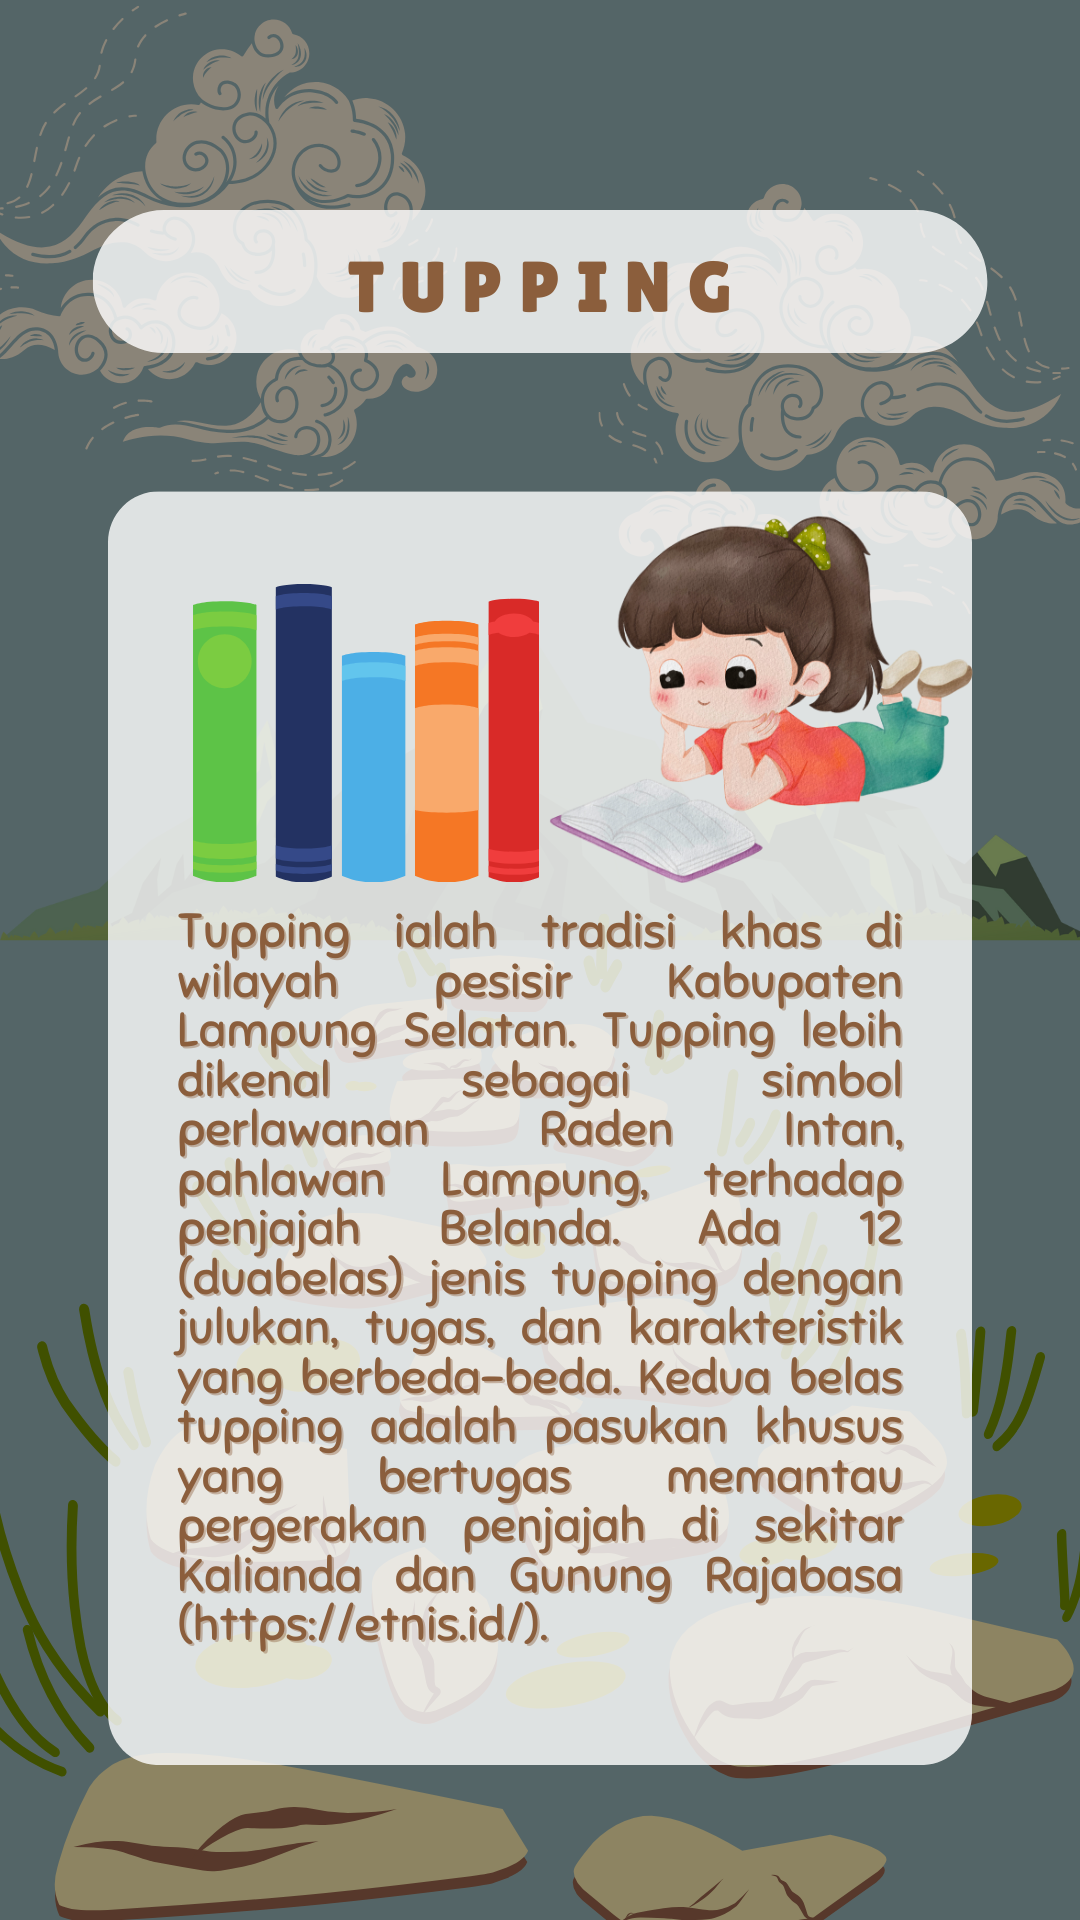 TUPPING
Tupping ialah tradisi khas di
wilayah pesisir Kabupaten
Lampung Selatan. Tupping lebih
dikenal sebagai simbol
perlawanan Raden Intan,
pahlawan Lampung, terhadap
penjajah Belanda. Ada 12
(duabelas) jenis tupping dengan
julukan, tugas, dan karakteristik
yang berbeda-beda. Kedua belas
tupping adalah pasukan khusus
yang bertugas memantau
pergerakan penjajah di sekitar
Kalianda dan Gunung Rajabasa
(https://etnis.id/).